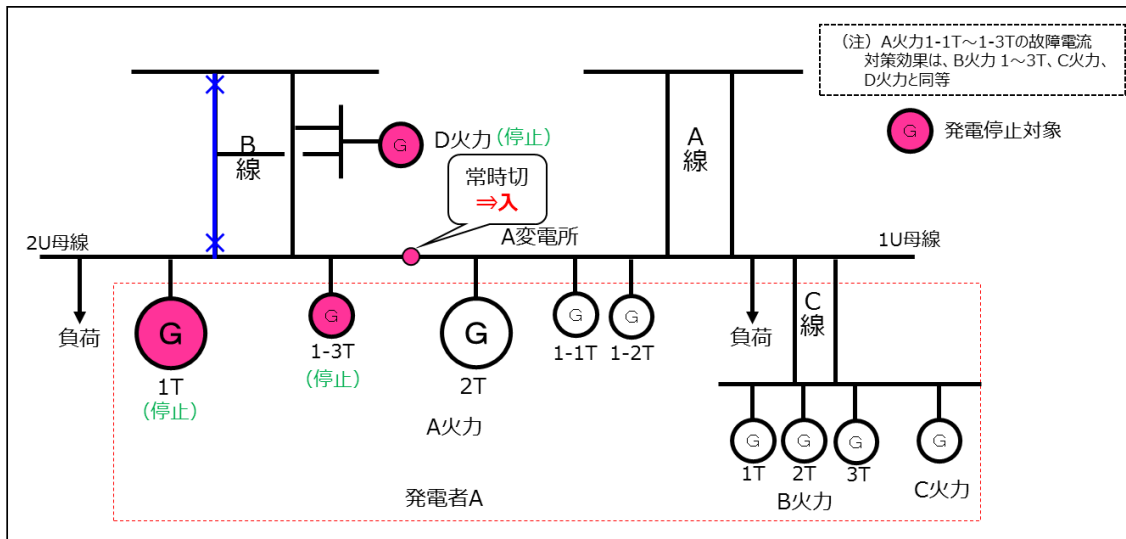 （注）A火力1-1T～1-3Tの故障電流
対策効果は、B火力 1～3T、C火力、
D火力と同等
G
発電停止対象
B
線
G
D火力(停止)
A
線
常時切
⇒入
A変電所
2U母線
1U母線
負荷
G
1T
(停止)
G
1-3T
(停止)
G
2T
A火力
G
1-1T
G
1-2T
負荷
C
線
G
1T
G
2T
G
3T
B火力
G
C火力
発電者A